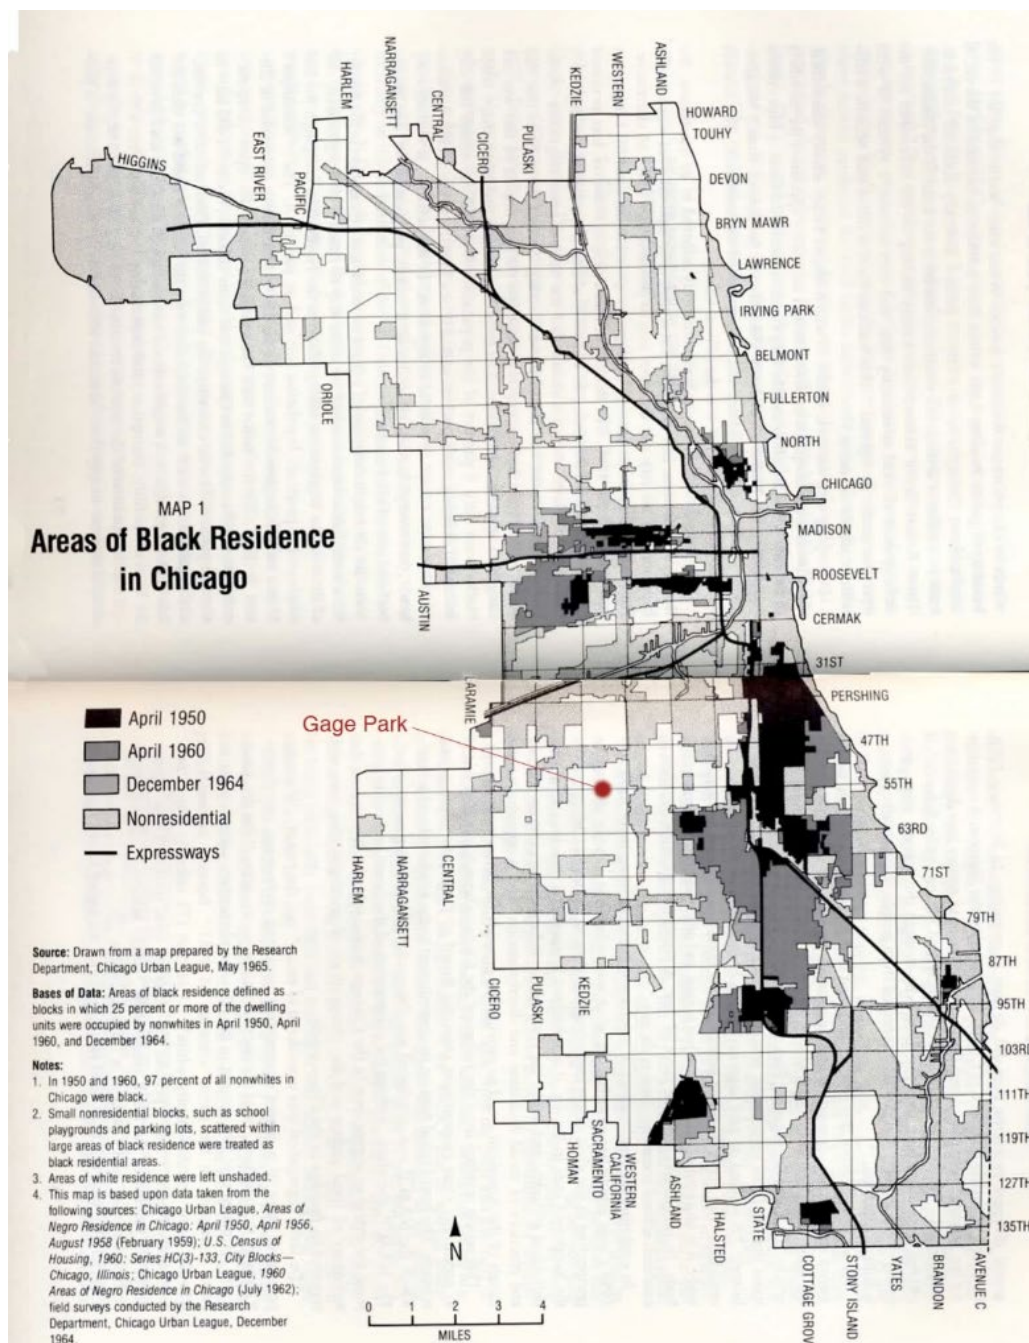 HARLEM
NARRAGANSETT
CENTRAL
CICERO
PULASKI
KEDZIE
WESTERN
ASHLAND
HOWARD
TOUHY
DEVON
BRYN MAWR
LAWRENCE
IRVING PARK
BELMONT
FULLERTON
NORTH
CHICAGO
MADISON
ROOSEVELT
CERMAK
31ST
PERSHING
47TH
55TH
63RD
71ST
79TH
87TH
95TH
103RD
111TH
119TH
127TH
135TH
HIGGINS
EAST RIVER
PACIFIC
ORIOLE
AUSTIN
LARAMIE
MAP 1
Areas of Black Residence
in Chicago
April 1950
April 1960
December 1964
Nonresidential
Expressways
Gage Park
HARLEM
NARRAGANSETT
CENTRAL
CICERO
PULASKI
KEDZIE
HOMAN
SACRAMENTO
WESTERN
CALIFORNIA
ASHLAND
HALSTED
STATE
COTTAGE GROV
STONY ISLAND
YATES
BRANDON
AVENUE C
Source: Drawn from a map prepared by the Research
Department, Chicago Urban League, May 1965.
Bases of Data: Areas of black residence defined as
blocks in which 25 percent or more of the dwelling
units were occupied by nonwhites in April 1950, April
1960, and December 1964.
Notes:
1. In 1950 and 1960, 97 percent of all nonwhites in
Chicago were black.
2. Small nonresidential blocks, such as school
playgrounds and parking lots, scattered within
large areas of black residence were treated as
black residential areas.
3. Areas of white residence were left unshaded.
4. This map is based upon data taken from the
following sources: Chicago Urban League, Areas of
Negro Residence in Chicago: April 1950, April 1956,
August 1958 (February 1959); U.S. Census of
Housing, 1960: Series HC(3)-133, City Blocks—
Chicago, Illinois; Chicago Urban League, 1960
Areas of Negro Residence in Chicago (July 1962);
field surveys conducted by the Research
Department, Chicago Urban League, December
1964.
N
0 1 2 3 4
MILES